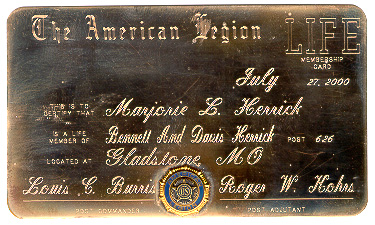 The American Legion LIFE
MEMBERSHIP
CARD
July 27, 2000
THIS IS TO
CERTIFY THAT Marjorie L. Herrick
IS A LIFE
MEMBER OF Bennett And Davis Herrick POST 626
LOCATED AT Gladstone, MO
Louis C. Burris Roger W. Kohrs
POST COMMANDER POST ADJUTANT